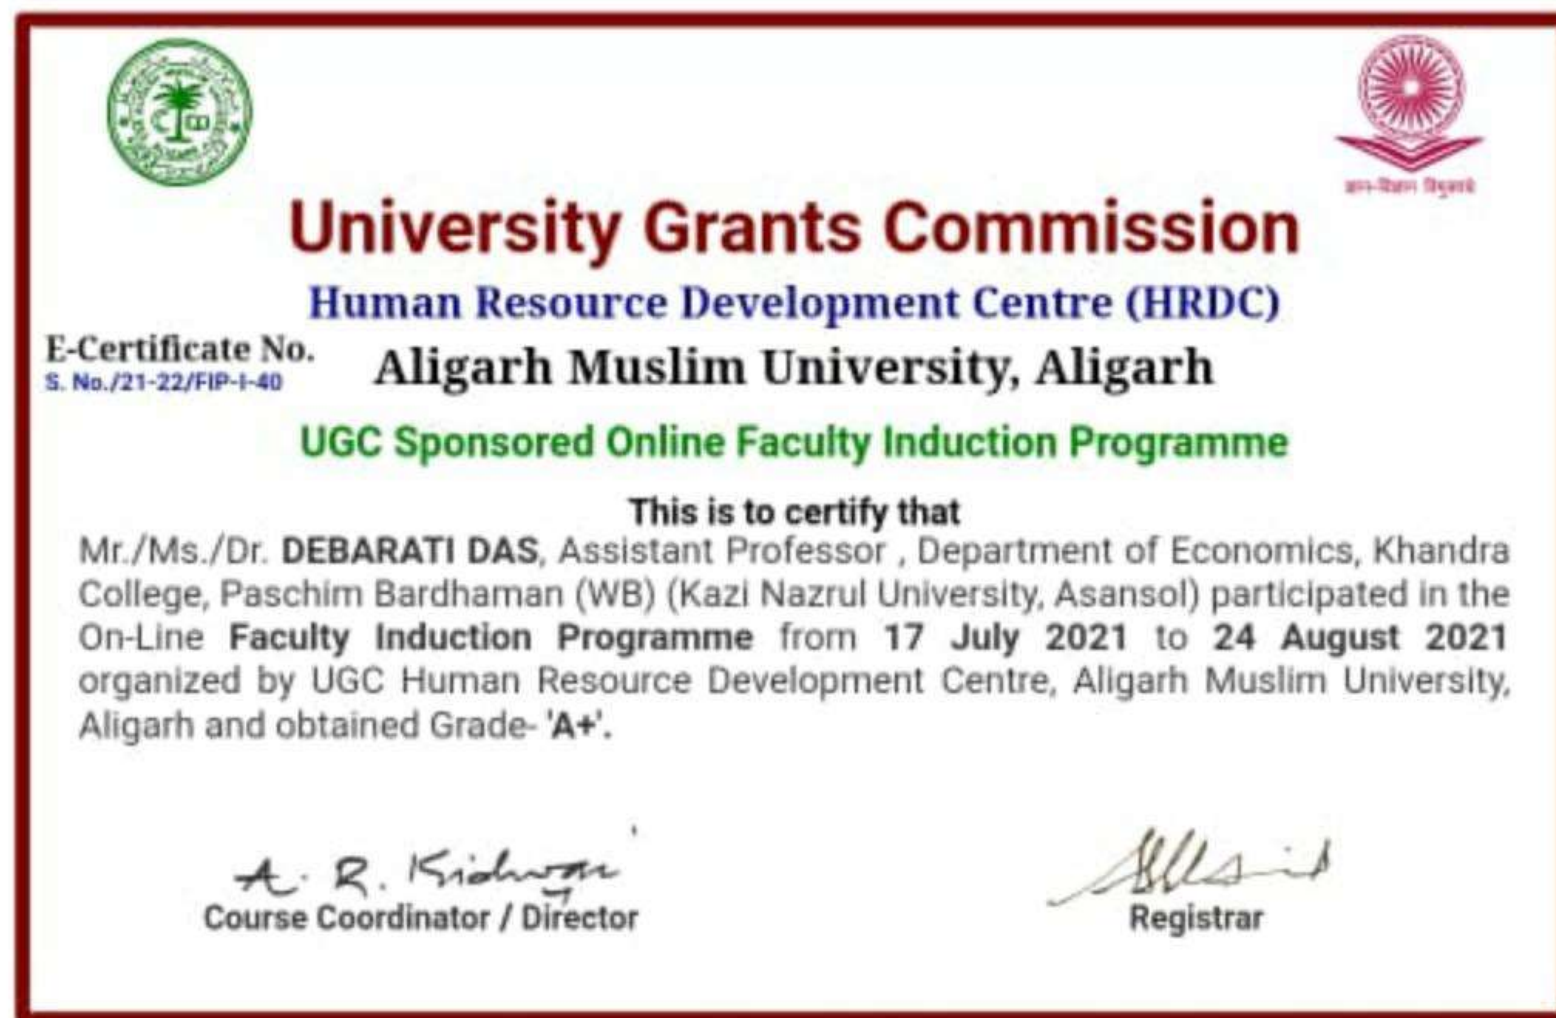 University Grants Commission
Human Resource Development Centre (HRDC)
E-Certificate No.
S. No./21-22/FIP-I-40
Aligarh Muslim University, Aligarh
UGC Sponsored Online Faculty Induction Programme
This is to certify that
Mr./Ms./Dr. DEBARATI DAS, Assistant Professor , Department of Economics, Khandra
College, Paschim Bardhaman (WB) (Kazi Nazrul University, Asansol) participated in the
On-Line Faculty Induction Programme from 17 July 2021 to 24 August 2021
organized by UGC Human Resource Development Centre, Aligarh Muslim University,
Aligarh and obtained Grade- 'A+'.
A. R. Kidwai
Course Coordinator / Director
Registrar